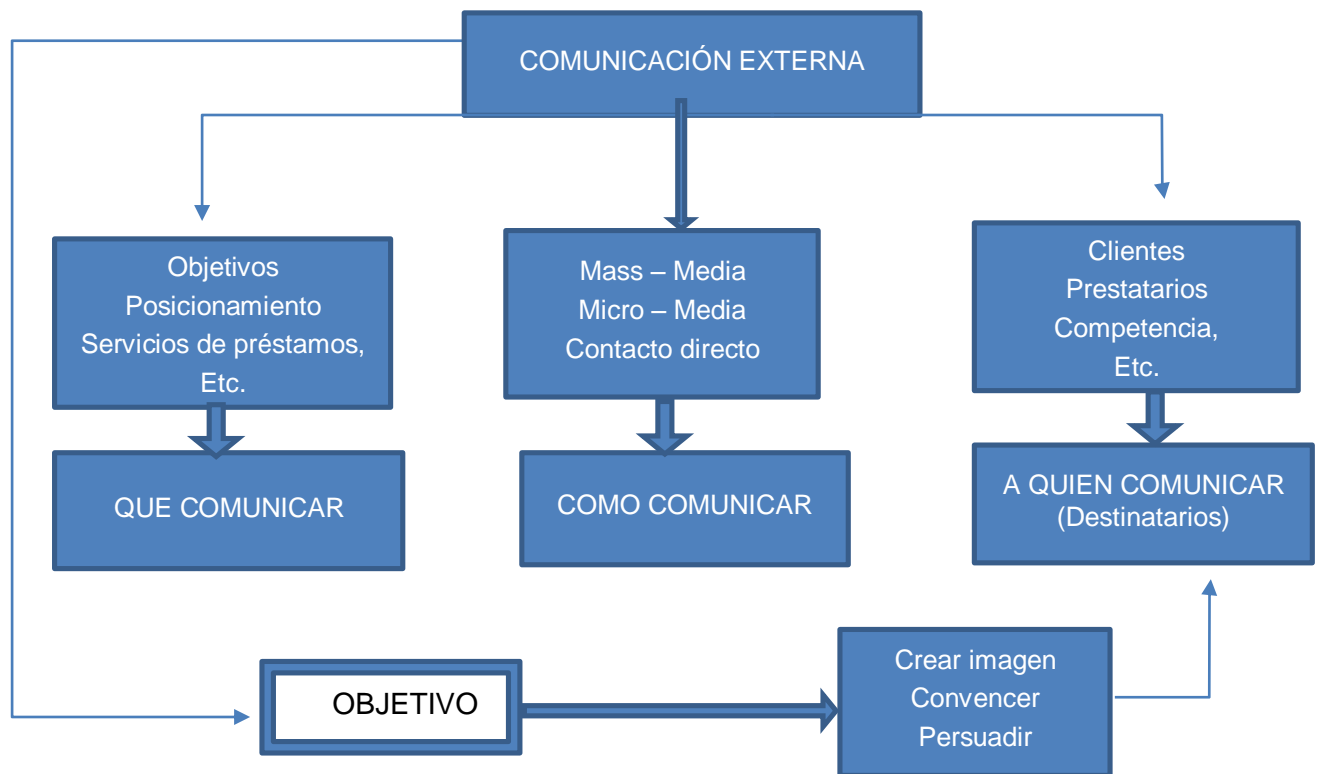 COMUNICACIÓN EXTERNA
Objetivos
Posicionamiento
Servicios de préstamos,
Etc.
Mass – Media
Micro – Media
Contacto directo
Clientes
Prestatarios
Competencia,
Etc.
QUE COMUNICAR
COMO COMUNICAR
A QUIEN COMUNICAR
(Destinatarios)
OBJETIVO
Crear imagen
Convencer
Persuadir